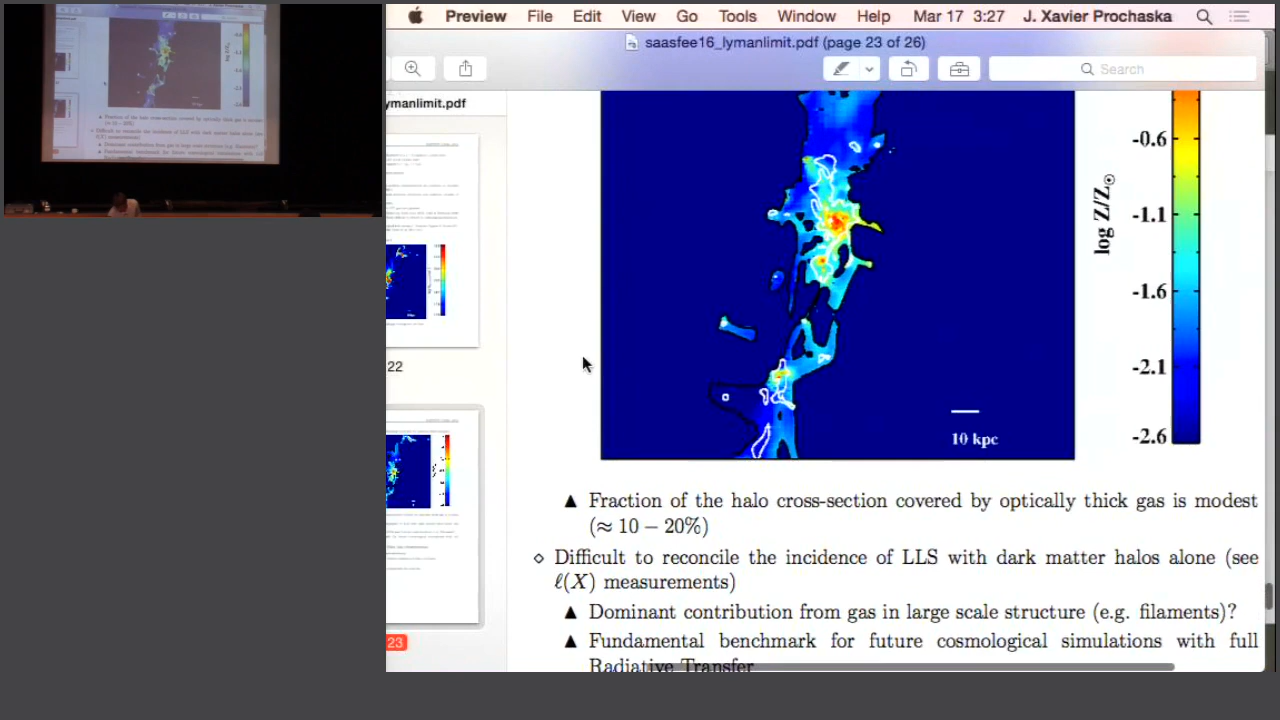 Preview File Edit View Go Tools Window Help Mar 17 3:27 J. Xavier Prochaska
saasfee16_lymanlimit.pdf (page 23 of 26)
Search
ymanlimit.pdf
22
23
-0.6
-1.1
-1.6
-2.1
-2.6
log Z/Z☉
10 kpc
▲ Fraction of the halo cross-section covered by optically thick gas is modest
(≈ 10 − 20%)
◇ Difficult to reconcile the incidence of LLS with dark matter halos alone (see
ℓ(X) measurements)
▲ Dominant contribution from gas in large scale structure (e.g. filaments)?
▲ Fundamental benchmark for future cosmological simulations with full
Radiative Transfer